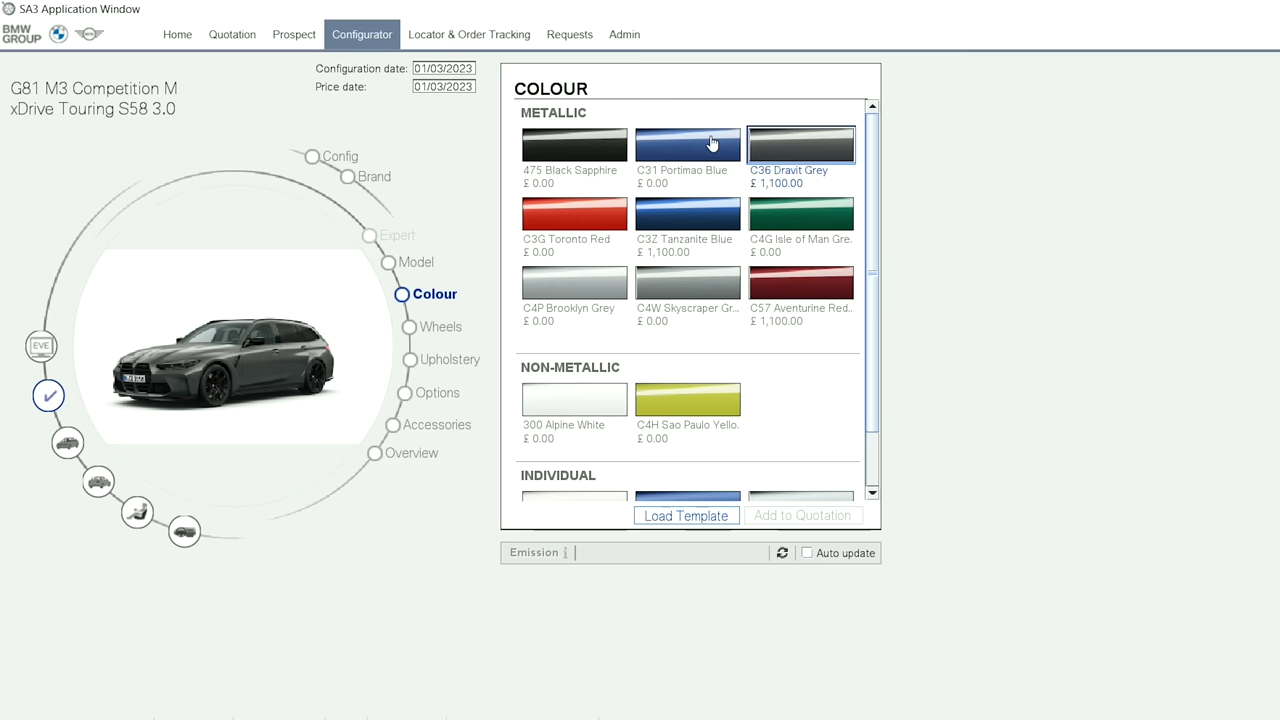 SA3 Application Window
BMW GROUP
Home Quotation Prospect Configurator Locator & Order Tracking Requests Admin
G81 M3 Competition M
xDrive Touring S58 3.0
Configuration date: 01/03/2023
Price date: 01/03/2023
Config
Brand
Expert
Model
Colour
Wheels
Upholstery
Options
Accessories
Overview
EVE
COLOUR
METALLIC
475 Black Sapphire C31 Portimao Blue C36 Dravit Grey
£ 0.00 £ 0.00 £ 1,100.00
C3G Toronto Red C3Z Tanzanite Blue C4G Isle of Man Gre.
£ 0.00 £ 1,100.00 £ 0.00
C4P Brooklyn Grey C4W Skyscraper Gr... C57 Aventurine Red..
£ 0.00 £ 0.00 £ 1,100.00
NON-METALLIC
300 Alpine White C4H Sao Paulo Yello.
£ 0.00 £ 0.00
INDIVIDUAL
Load Template Add to Quotation
Emission i Auto update